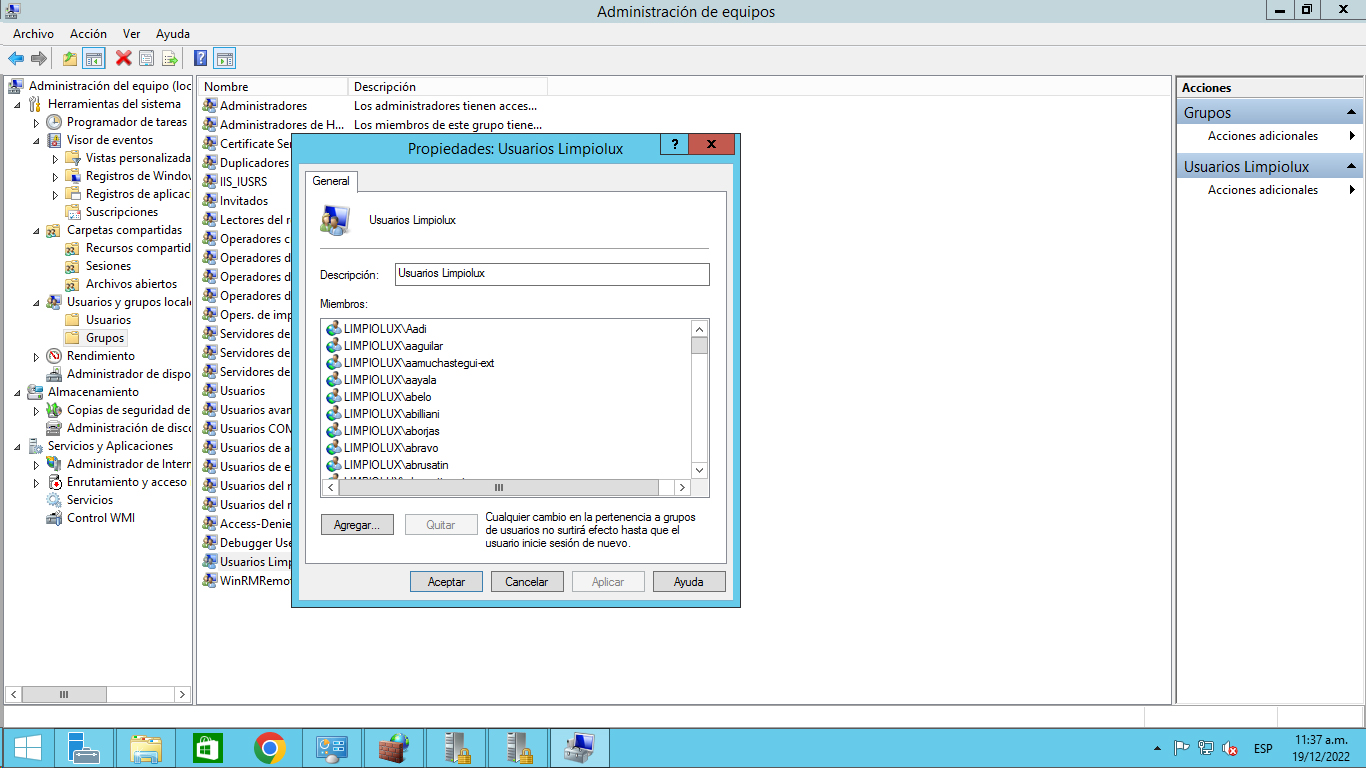 Administración de equipos
Archivo Acción Ver Ayuda
Administración del equipo (loc
Herramientas del sistema
Programador de tareas
Visor de eventos
Vistas personalizada
Registros de Window
Registros de aplicac
Suscripciones
Carpetas compartidas
Recursos compartid
Sesiones
Archivos abiertos
Usuarios y grupos locale
Usuarios
Grupos
Rendimiento
Administrador de dispo
Almacenamiento
Copias de seguridad de
Administración de disco
Servicios y Aplicaciones
Administrador de Intern
Enrutamiento y acceso
Servicios
Control WMI
Nombre Descripción
Administradores Los administradores tienen acces...
Administradores de H... Los miembros de este grupo tiene...
Certificate Ser
Duplicadores
IIS_IUSRS
Invitados
Lectores del r
Operadores c
Operadores d
Operadores d
Operadores d
Opers. de imp
Servidores de
Servidores de
Servidores de
Usuarios
Usuarios avan
Usuarios COM
Usuarios de a
Usuarios de e
Usuarios del r
Usuarios del r
Access-Denie
Debugger Use
Usuarios Limp
WinRMRemot
Propiedades: Usuarios Limpiolux
? x
General
Usuarios Limpiolux
Descripción: Usuarios Limpiolux
Miembros:
LIMPIOLUX\Aadi
LIMPIOLUX\aaguilar
LIMPIOLUX\aamuchastegui-ext
LIMPIOLUX\aayala
LIMPIOLUX\abelo
LIMPIOLUX\abilliani
LIMPIOLUX\aborjas
LIMPIOLUX\abravo
LIMPIOLUX\abrusatin
Agregar... Quitar
Cualquier cambio en la pertenencia a grupos
de usuarios no surtirá efecto hasta que el
usuario inicie sesión de nuevo.
Aceptar Cancelar Aplicar Ayuda
Acciones
Grupos
Acciones adicionales
Usuarios Limpiolux
Acciones adicionales
ESP
11:37 a.m.
19/12/2022